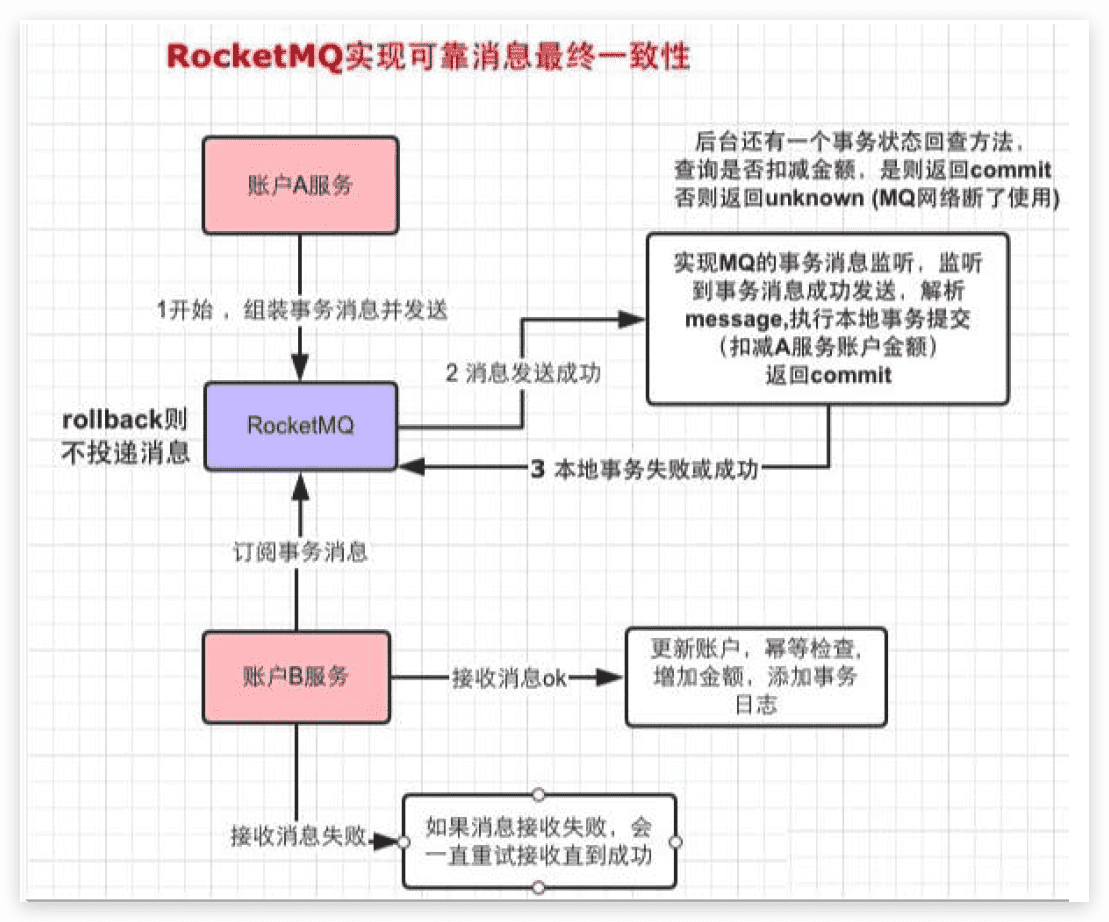 RocketMQ实现可靠消息最终一致性
后台还有一个事务状态回查方法，
查询是否扣减金额，是则返回commit
否则返回unknown (MQ网络断了使用)
账户A服务
实现MQ的事务消息监听，监听
到事务消息成功发送，解析
message,执行本地事务提交
（扣减A服务账户金额）
返回commit
1开始 ，组装事务消息并发送
2 消息发送成功
rollback则
不投递消息
RocketMQ
3 本地事务失败或成功
订阅事务消息
账户B服务
接收消息ok
更新账户，幂等检查,
增加金额，添加事务
日志
接收消息失败
如果消息接收失败，会
一直重试接收直到成功